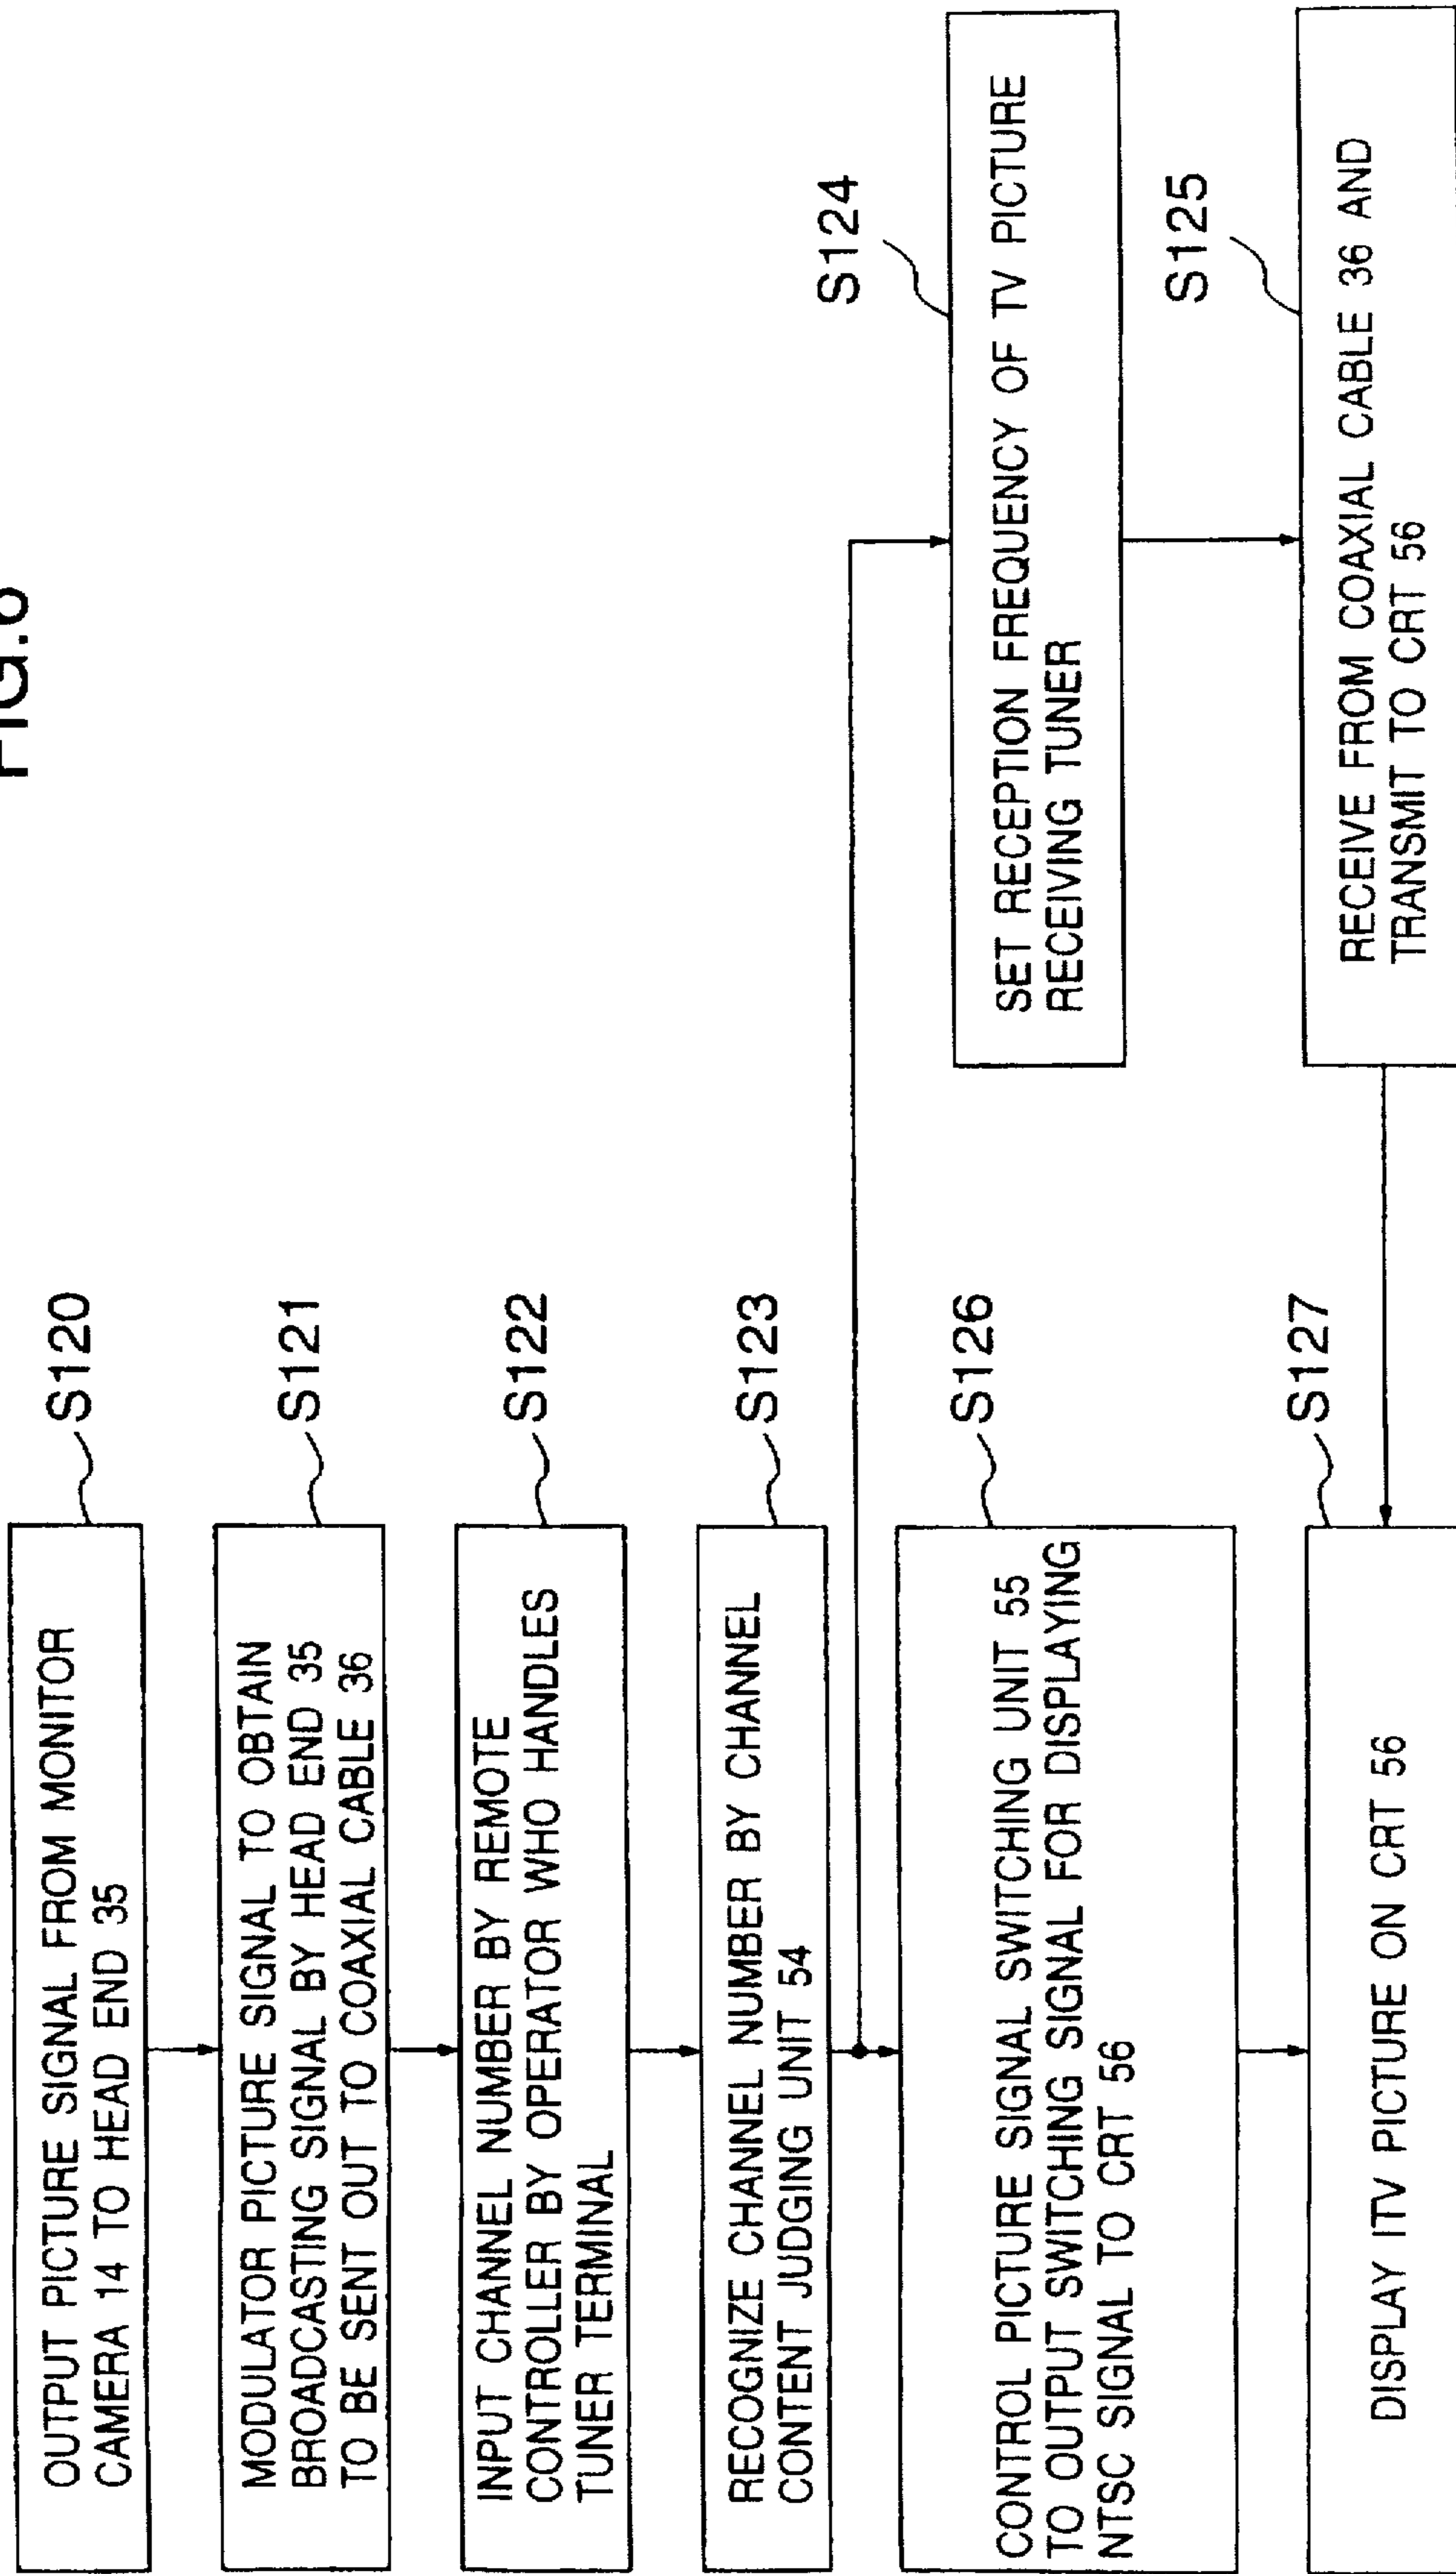 FIG.6
OUTPUT PICTURE SIGNAL FROM MONITOR
CAMERA 14 TO HEAD END 35
S120
MODULATOR PICTURE SIGNAL TO OBTAIN
BROADCASTING SIGNAL BY HEAD END 35
TO BE SENT OUT TO COAXIAL CABLE 36
S121
INPUT CHANNEL NUMBER BY REMOTE
CONTROLLER BY OPERATOR WHO HANDLES
TUNER TERMINAL
S122
RECOGNIZE CHANNEL NUMBER BY CHANNEL
CONTENT JUDGING UNIT 54
S123
SET RECEPTION FREQUENCY OF TV PICTURE
RECEIVING TUNER
S124
RECEIVE FROM COAXIAL CABLE 36 AND
TRANSMIT TO CRT 56
S125
CONTROL PICTURE SIGNAL SWITCHING UNIT 55
TO OUTPUT SWITCHING SIGNAL FOR DISPLAYING
NTSC SIGNAL TO CRT 56
S126
DISPLAY ITV PICTURE ON CRT 56
S127